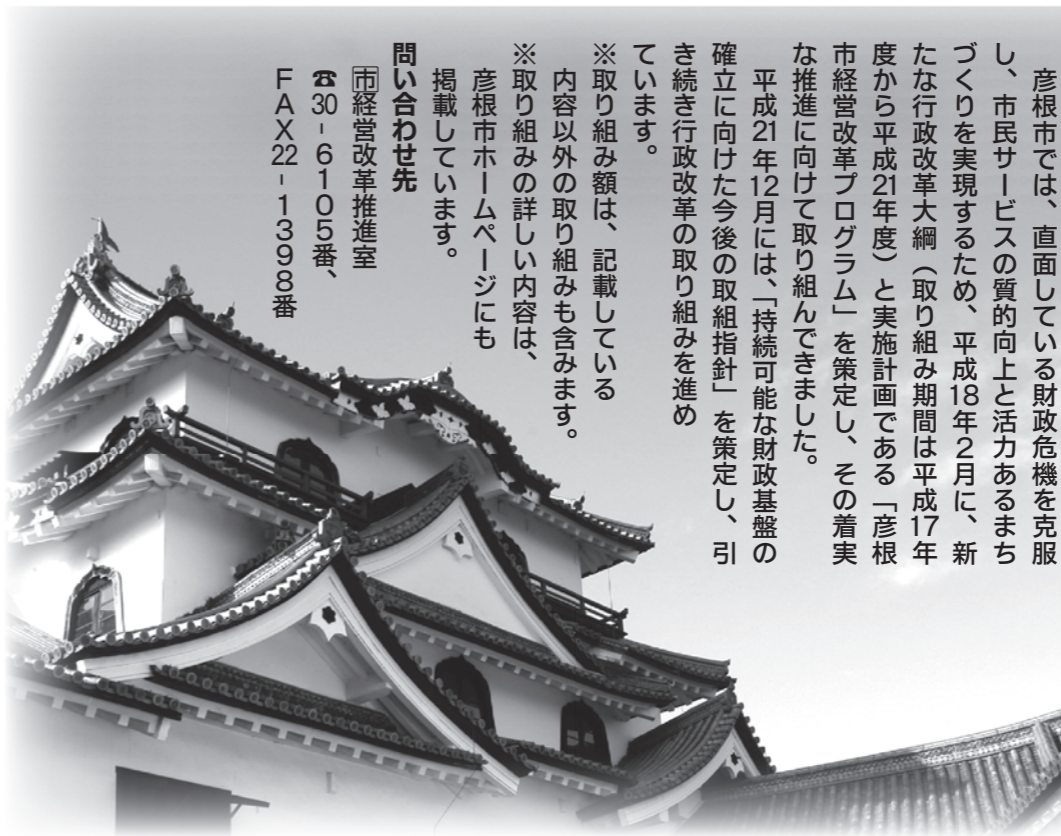 彦根市では、直面している財政危機を克服
し、市民サービスの質的向上と活力あるまち
づくりを実現するため、平成18年2月に、新
たな行政改革大綱（取り組み期間は平成17年
度から平成21年度）と実施計画である「彦根
市経営改革プログラム」を策定し、その着実
な推進に向けて取り組んできました。
平成21年12月には、「持続可能な財政基盤の
確立に向けた今後の取組指針」を策定し、引
き続き行政改革の取り組みを進め
ています。
※取り組み額は、記載している
内容以外の取り組みも含みます。
※取り組みの詳しい内容は、
彦根市ホームページにも
掲載しています。
問い合わせ先
市経営改革推進室
☎30-6105番、
FAX22-1398番